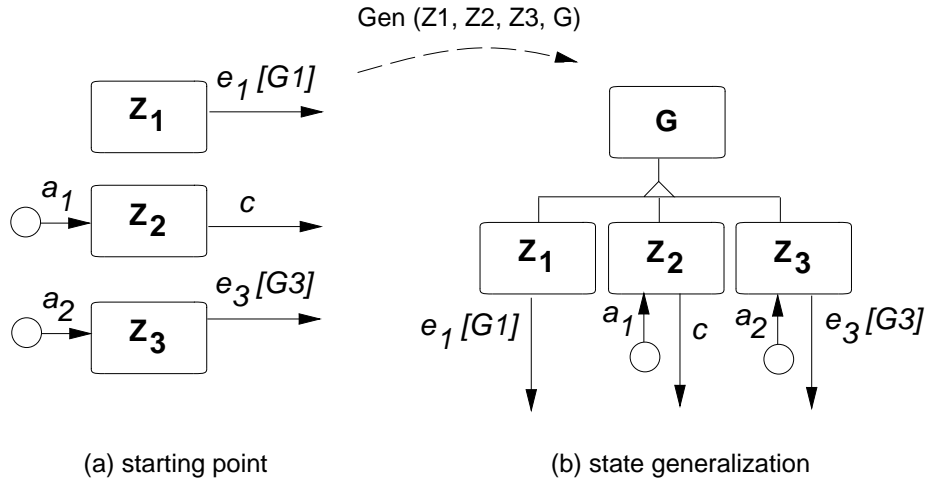 Gen (Z1, Z2, Z3, G)
e1 [G1]
Z1
a1
Z2
c
a2
Z3
e3 [G3]
G
Z1
Z2
Z3
e1 [G1]
a1
c
a2
e3 [G3]
(a) starting point
(b) state generalization